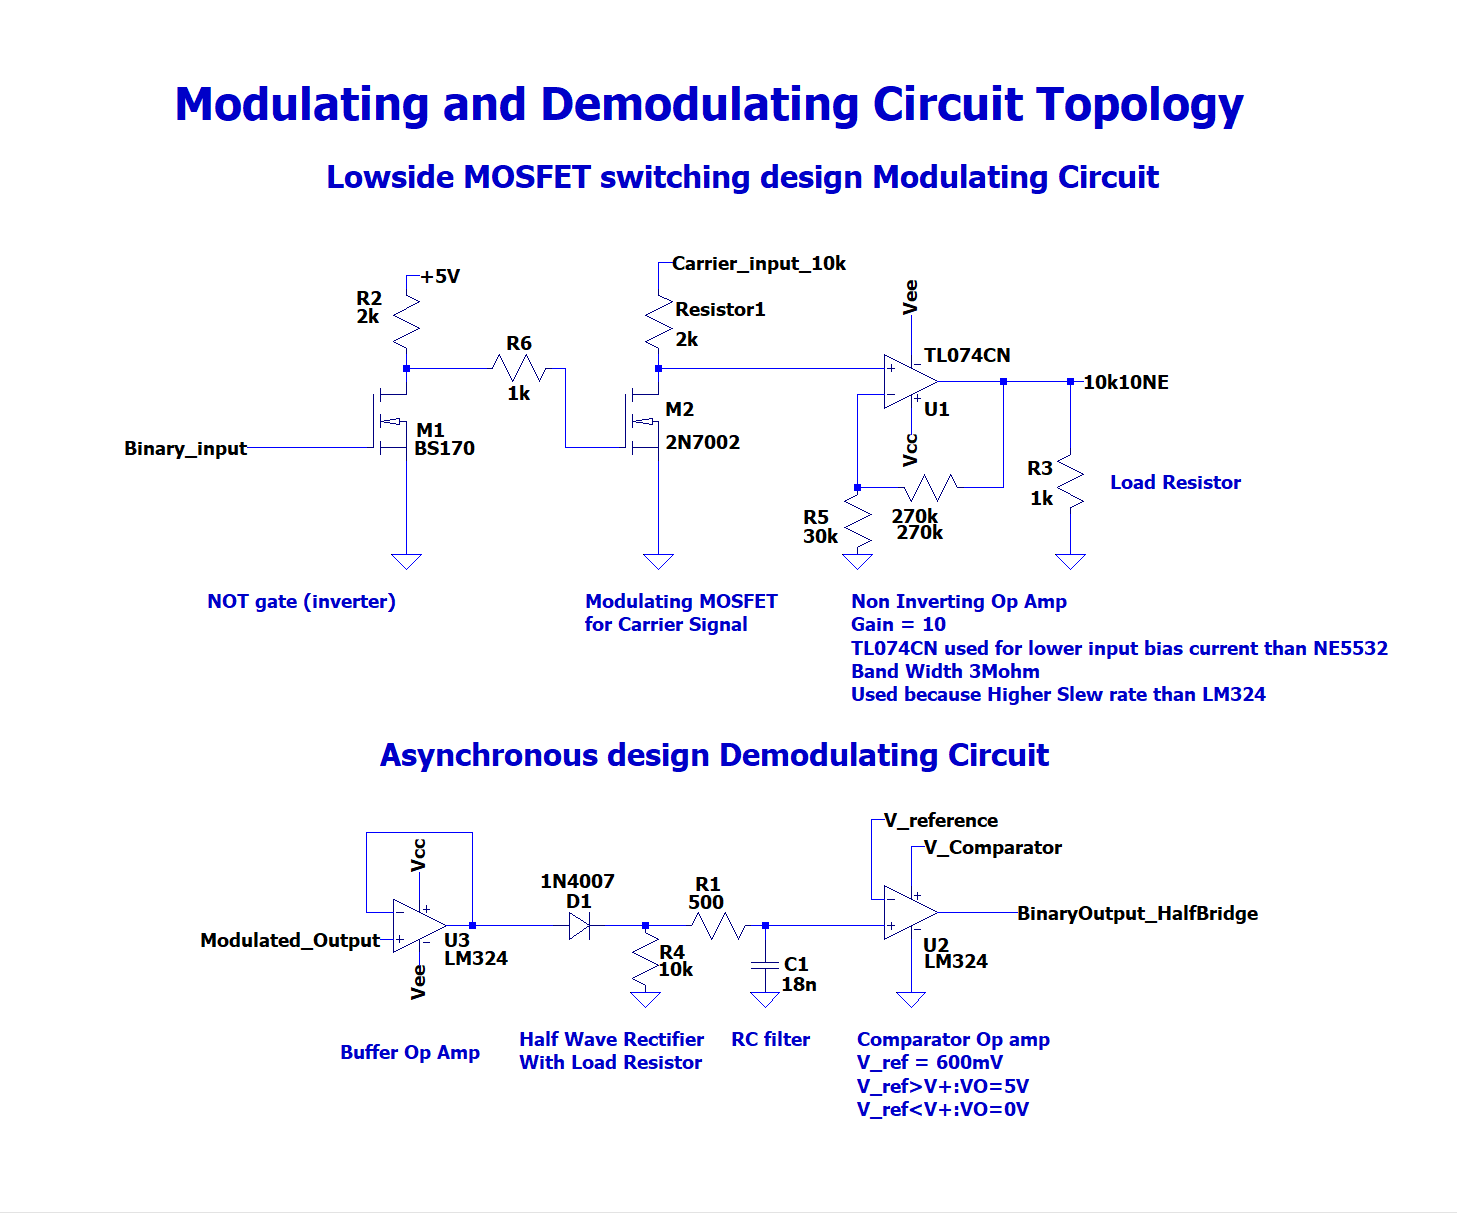 Modulating and Demodulating Circuit Topology
Lowside MOSFET switching design Modulating Circuit
+5V
R2
2k
R6
1k
M1
BS170
Binary_input
NOT gate (inverter)
Carrier_input_10k
Resistor1
2k
M2
2N7002
Modulating MOSFET
for Carrier Signal
Vee
TL074CN
+
−
−
+
U1
Vcc
10k10NE
R5
30k
270k
270k
R3
1k
Load Resistor
Non Inverting Op Amp
Gain = 10
TL074CN used for lower input bias current than NE5532
Band Width 3Mohm
Used because Higher Slew rate than LM324
Asynchronous design Demodulating Circuit
Vcc
−
+
+
−
Modulated_Output
U3
LM324
Vee
Buffer Op Amp
1N4007
D1
R4
10k
Half Wave Rectifier
With Load Resistor
R1
500
C1
18n
RC filter
V_reference
V_Comparator
−
+
+
−
BinaryOutput_HalfBridge
U2
LM324
Comparator Op amp
V_ref = 600mV
V_ref>V+:VO=5V
V_ref<V+:VO=0V